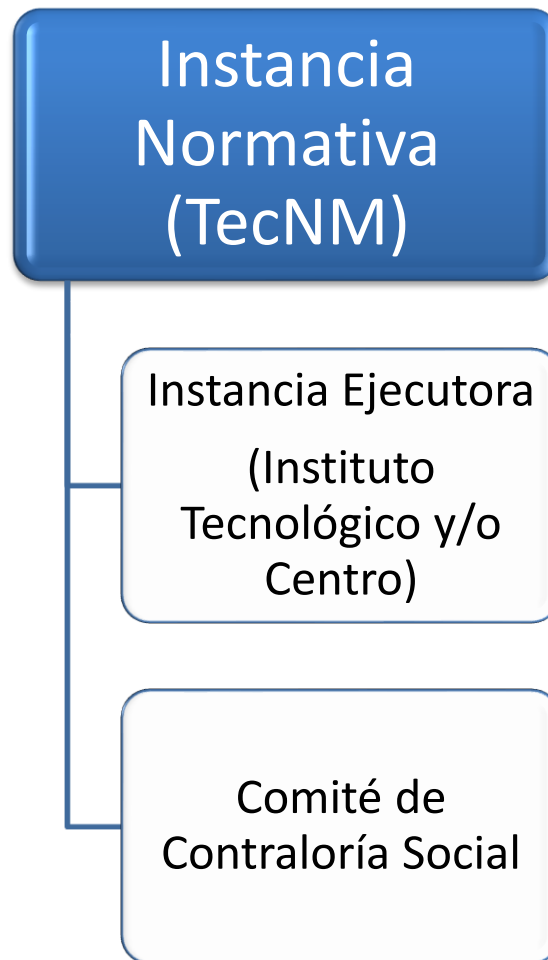 Instancia
Normativa
(TecNM)
Instancia Ejecutora
(Instituto
Tecnológico y/o
Centro)
Comité de
Contraloría Social